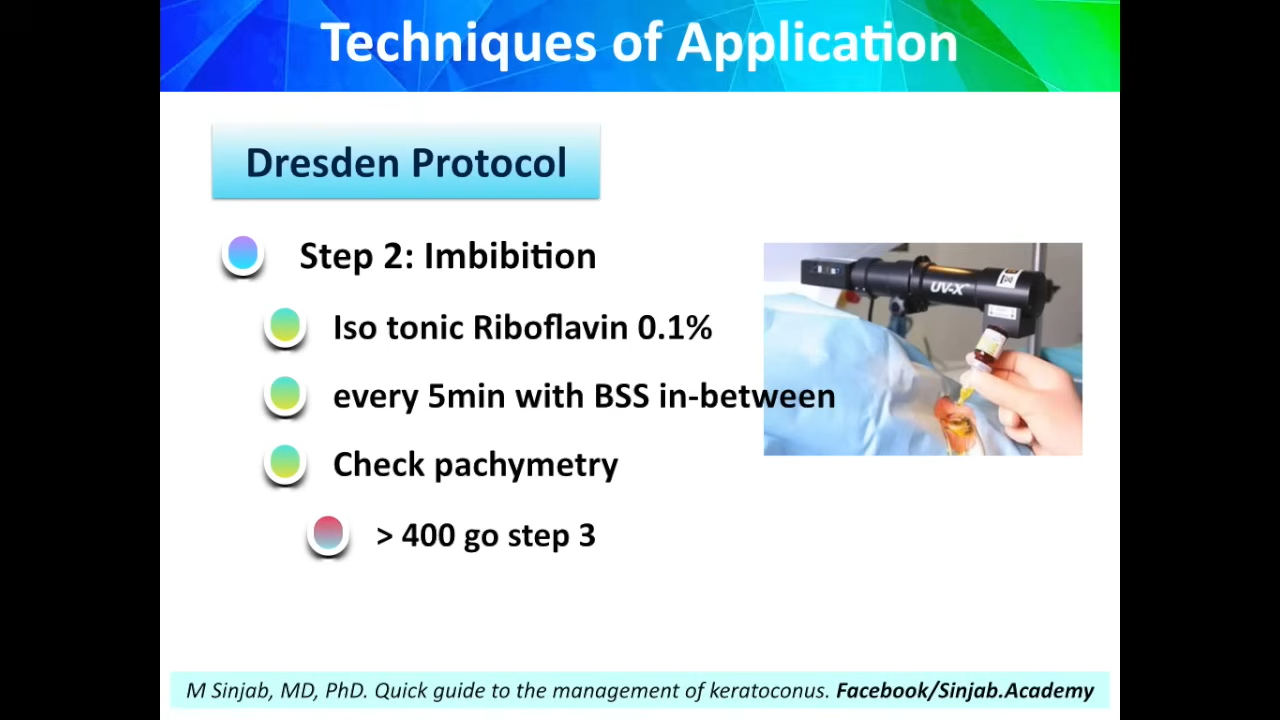 Techniques of Application
Dresden Protocol
Step 2: Imbibition
Iso tonic Riboflavin 0.1%
every 5min with BSS in-between
Check pachymetry
> 400 go step 3
UV-X
M Sinjab, MD, PhD. Quick guide to the management of keratoconus. Facebook/Sinjab.Academy